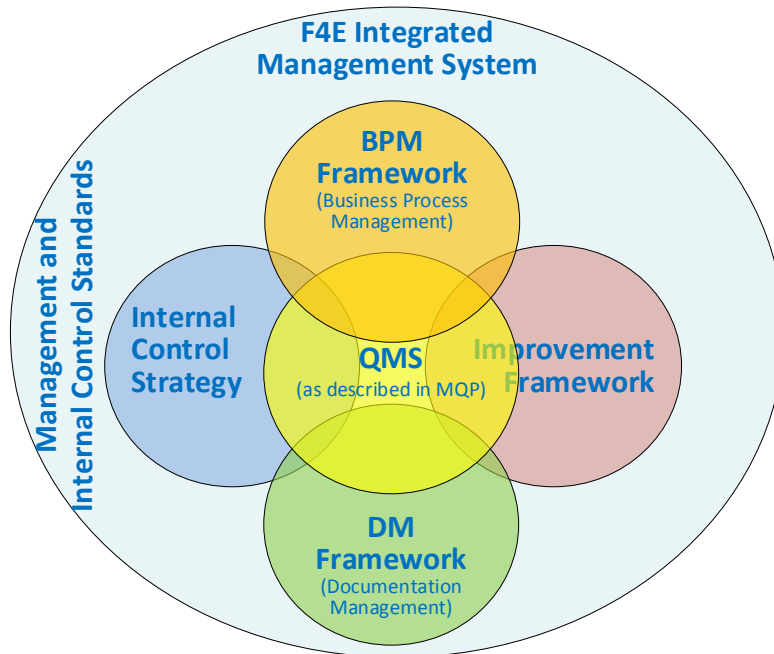 F4E Integrated
Management System
Management and
Internal Control Standards
BPM
Framework
(Business Process
Management)
Internal
Control
Strategy
QMS
(as described in MQP)
Improvement
Framework
DM
Framework
(Documentation
Management)